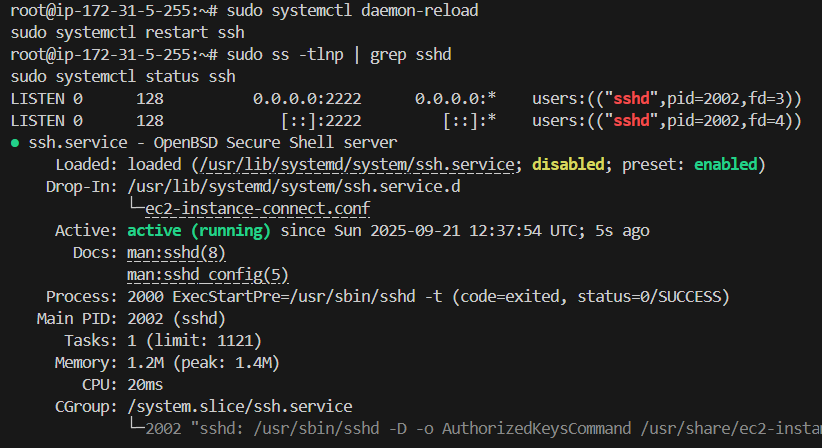 root@ip-172-31-5-255:~# sudo systemctl daemon-reload
sudo systemctl restart ssh
root@ip-172-31-5-255:~# sudo ss -tlnp | grep sshd
sudo systemctl status ssh
LISTEN 0      128          0.0.0.0:2222      0.0.0.0:*    users:(("sshd",pid=2002,fd=3))
LISTEN 0      128             [::]:2222         [::]:*    users:(("sshd",pid=2002,fd=4))
● ssh.service - OpenBSD Secure Shell server
     Loaded: loaded (/usr/lib/systemd/system/ssh.service; disabled; preset: enabled)
    Drop-In: /usr/lib/systemd/system/ssh.service.d
             └─ec2-instance-connect.conf
     Active: active (running) since Sun 2025-09-21 12:37:54 UTC; 5s ago
       Docs: man:sshd(8)
             man:sshd_config(5)
    Process: 2000 ExecStartPre=/usr/sbin/sshd -t (code=exited, status=0/SUCCESS)
   Main PID: 2002 (sshd)
      Tasks: 1 (limit: 1121)
     Memory: 1.2M (peak: 1.4M)
        CPU: 20ms
     CGroup: /system.slice/ssh.service
             └─2002 "sshd: /usr/sbin/sshd -D -o AuthorizedKeysCommand /usr/share/ec2-insta